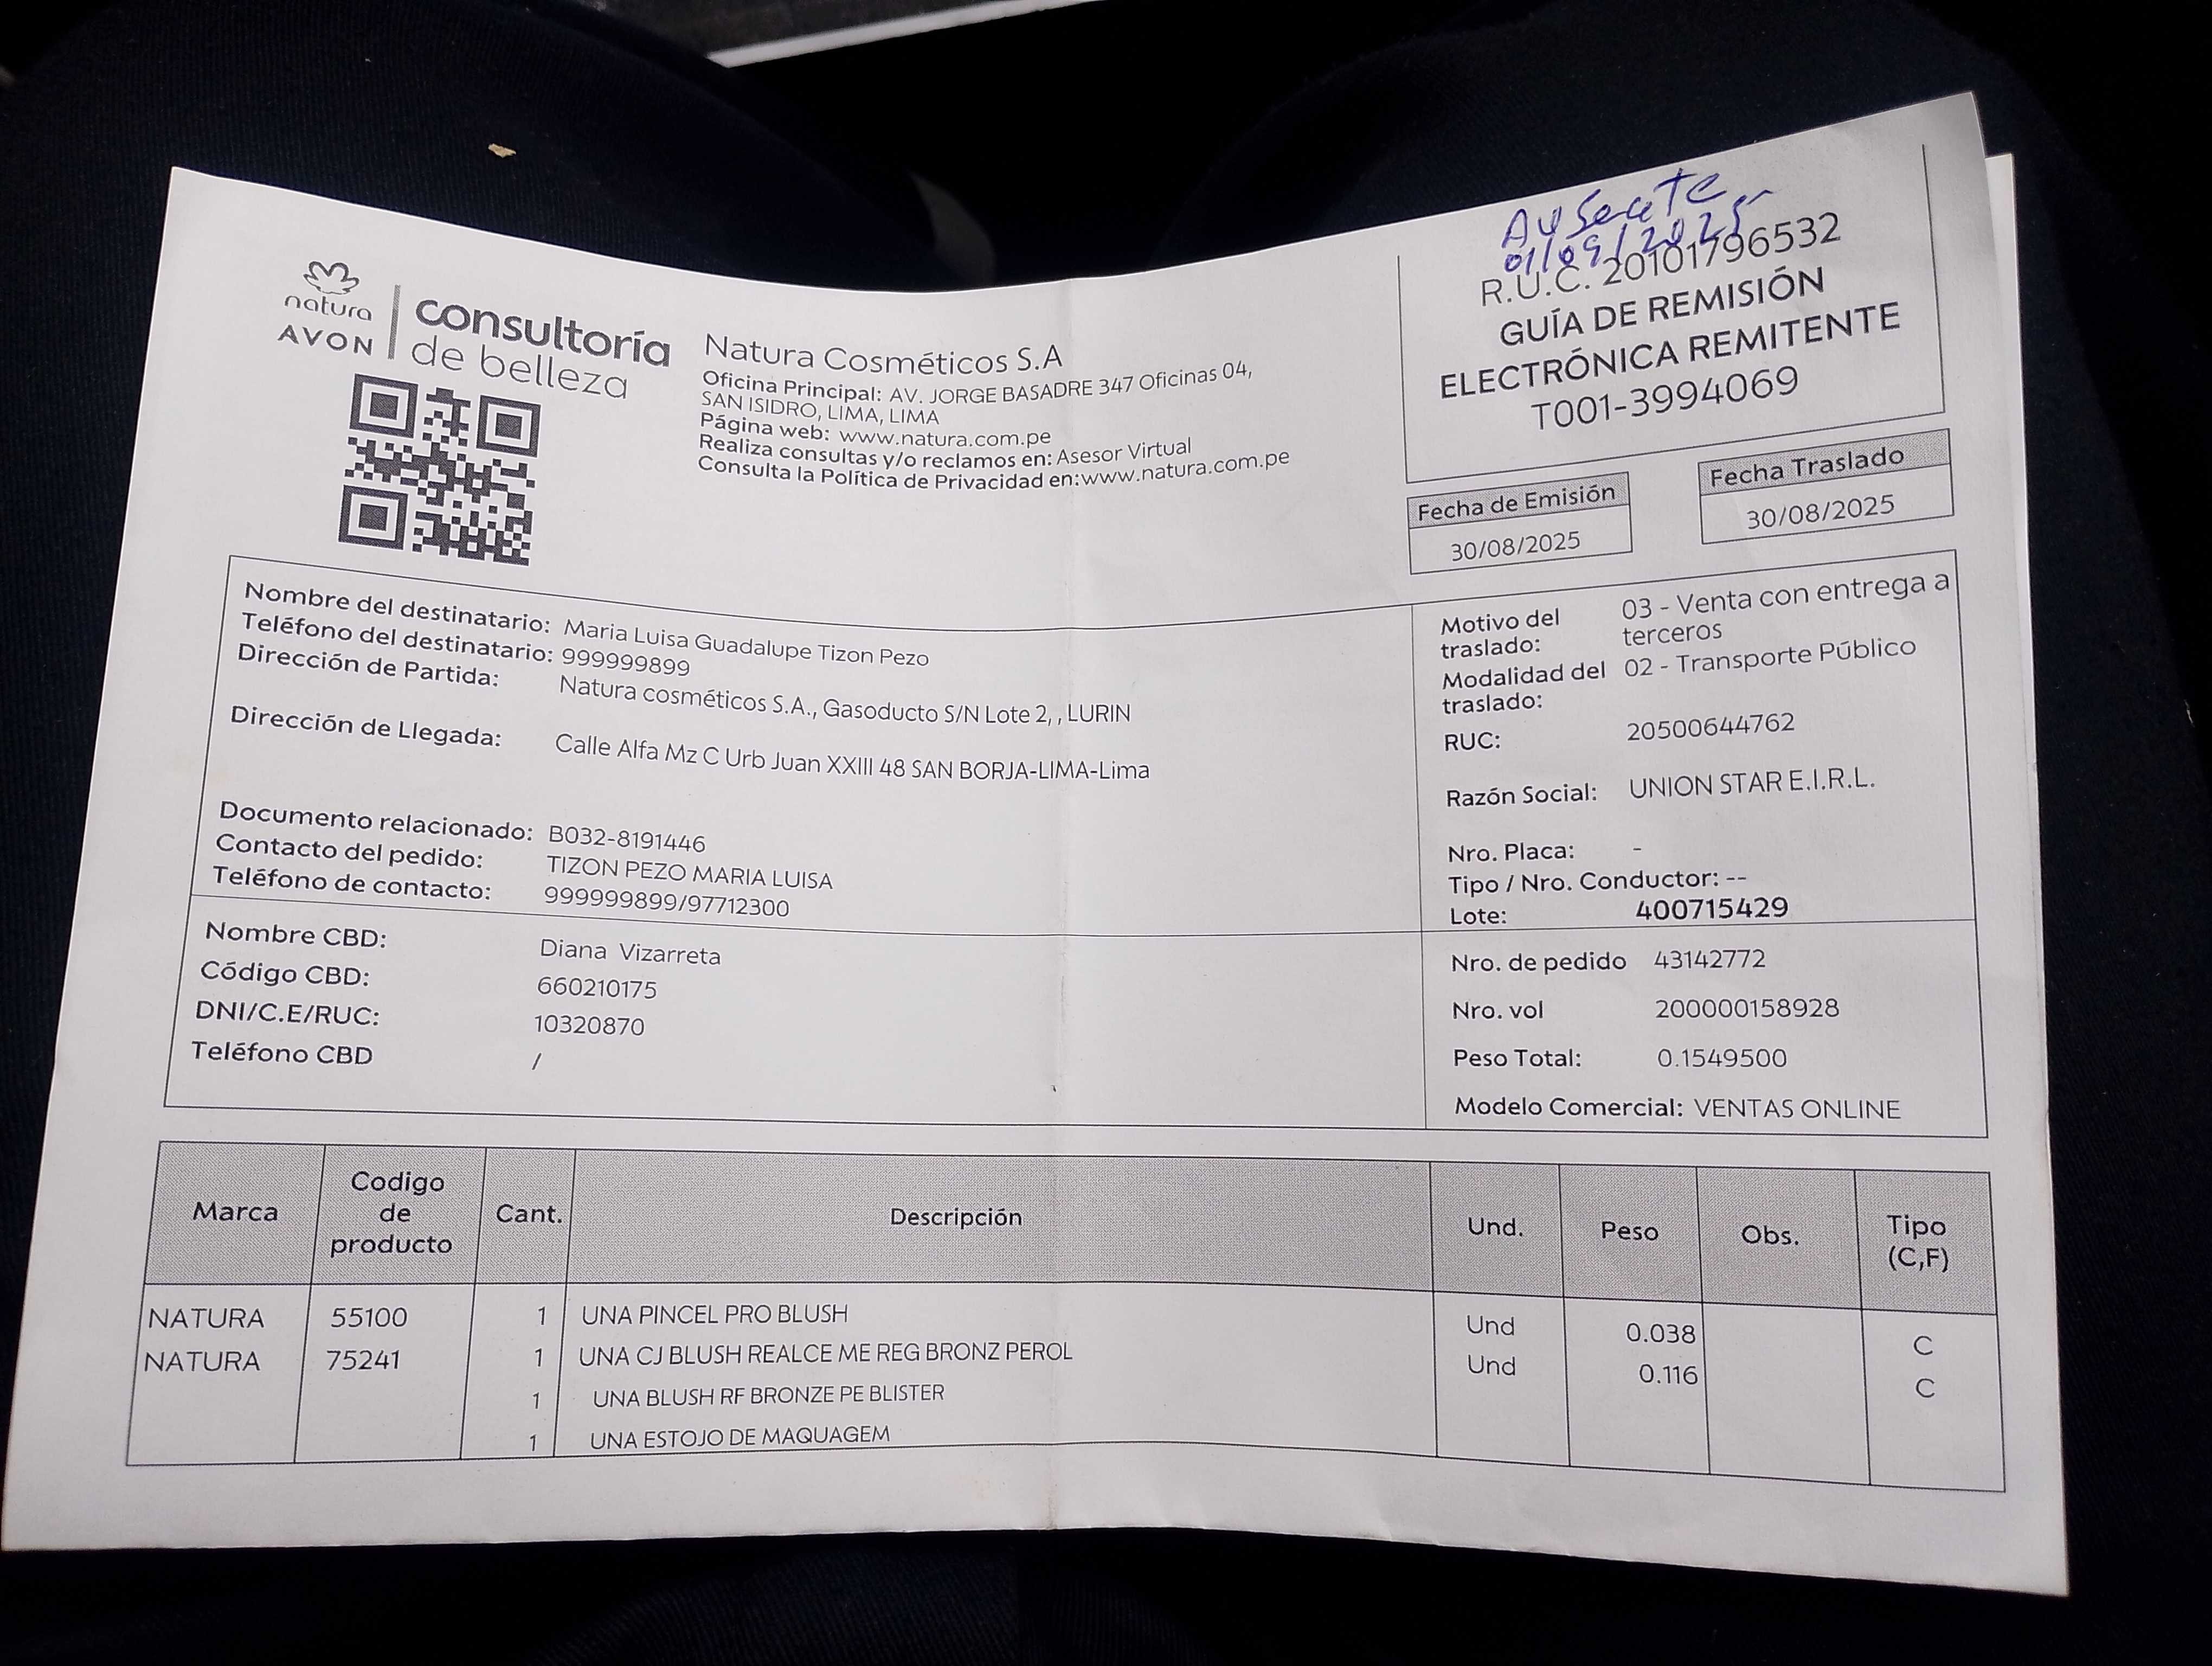 Ausente
01/09/2025
R.U.C. 20101796532
GUÍA DE REMISIÓN
ELECTRÓNICA REMITENTE
T001-3994069
natura
AVON
consultoría
de belleza
Natura Cosméticos S.A
Oficina Principal: AV. JORGE BASADRE 347 Oficinas 04,
SAN ISIDRO, LIMA, LIMA
Página web: www.natura.com.pe
Realiza consultas y/o reclamos en: Asesor Virtual
Consulta la Política de Privacidad en:www.natura.com.pe
Fecha de Emisión
30/08/2025
Fecha Traslado
30/08/2025
Nombre del destinatario: Maria Luisa Guadalupe Tizon Pezo
Teléfono del destinatario: 999999899
Dirección de Partida: Natura cosméticos S.A., Gasoducto S/N Lote 2, , LURIN
Dirección de Llegada: Calle Alfa Mz C Urb Juan XXIII 48 SAN BORJA-LIMA-Lima
Documento relacionado: B032-8191446
Contacto del pedido: TIZON PEZO MARIA LUISA
Teléfono de contacto: 999999899/97712300
Motivo del traslado: 03 - Venta con entrega a terceros
Modalidad del traslado: 02 - Transporte Público
RUC: 20500644762
Razón Social: UNION STAR E.I.R.L.
Nro. Placa: -
Tipo / Nro. Conductor: --
Lote: 400715429
Nombre CBD: Diana Vizarreta
Código CBD: 660210175
DNI/C.E/RUC: 10320870
Teléfono CBD /
Nro. de pedido 43142772
Nro. vol 200000158928
Peso Total: 0.1549500
Modelo Comercial: VENTAS ONLINE
Marca Codigo de producto Cant. Descripción Und. Peso Obs. Tipo (C,F)
NATURA 55100 1 UNA PINCEL PRO BLUSH Und 0.038 C
NATURA 75241 1 UNA CJ BLUSH REALCE ME REG BRONZ PEROL Und 0.116 C
1 UNA BLUSH RF BRONZE PE BLISTER
1 UNA ESTOJO DE MAQUAGEM